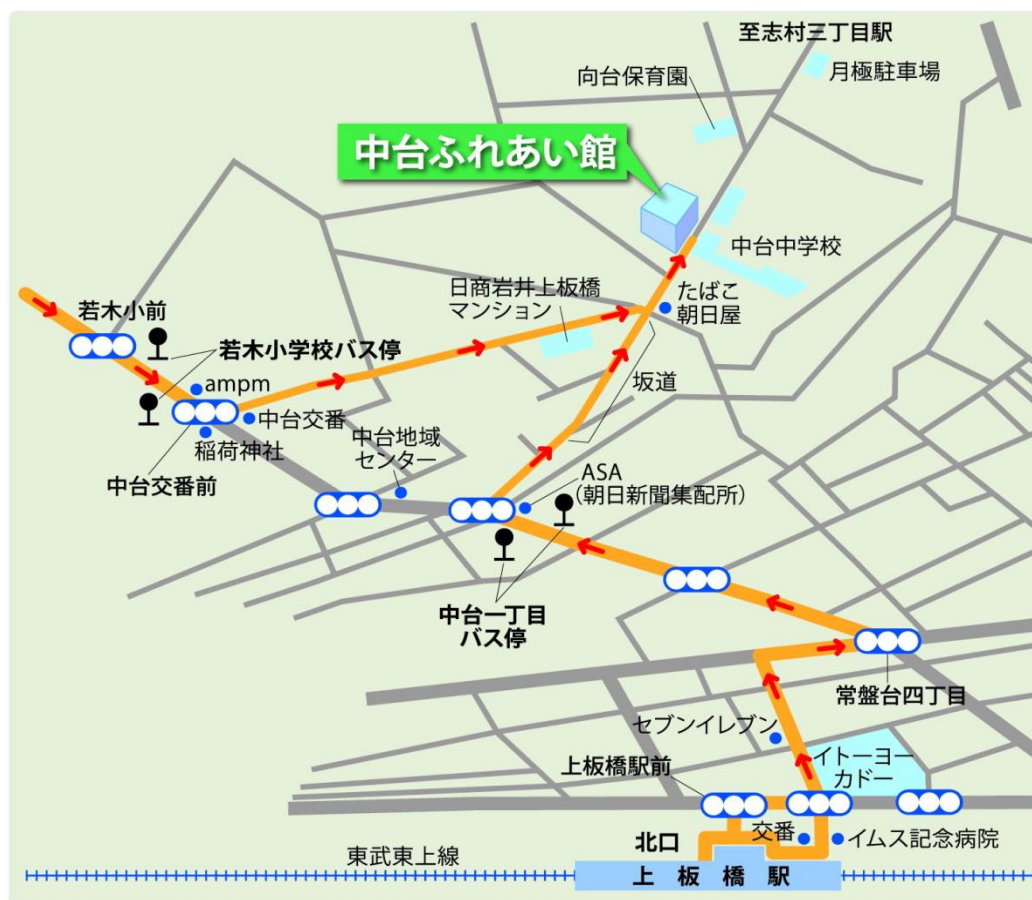 至志村三丁目駅
月極駐車場
向台保育園
中台ふれあい館
中台中学校
日商岩井上板橋
マンション
たばこ
朝日屋
若木小前
若木小学校バス停
ampm
中台交番
稲荷神社
中台交番前
坂道
中台地域
センター
ASA
(朝日新聞集配所)
中台一丁目
バス停
常盤台四丁目
セブンイレブン
イトーヨー
カドー
上板橋駅前
交番
イムス記念病院
北口
東武東上線
上板橋駅